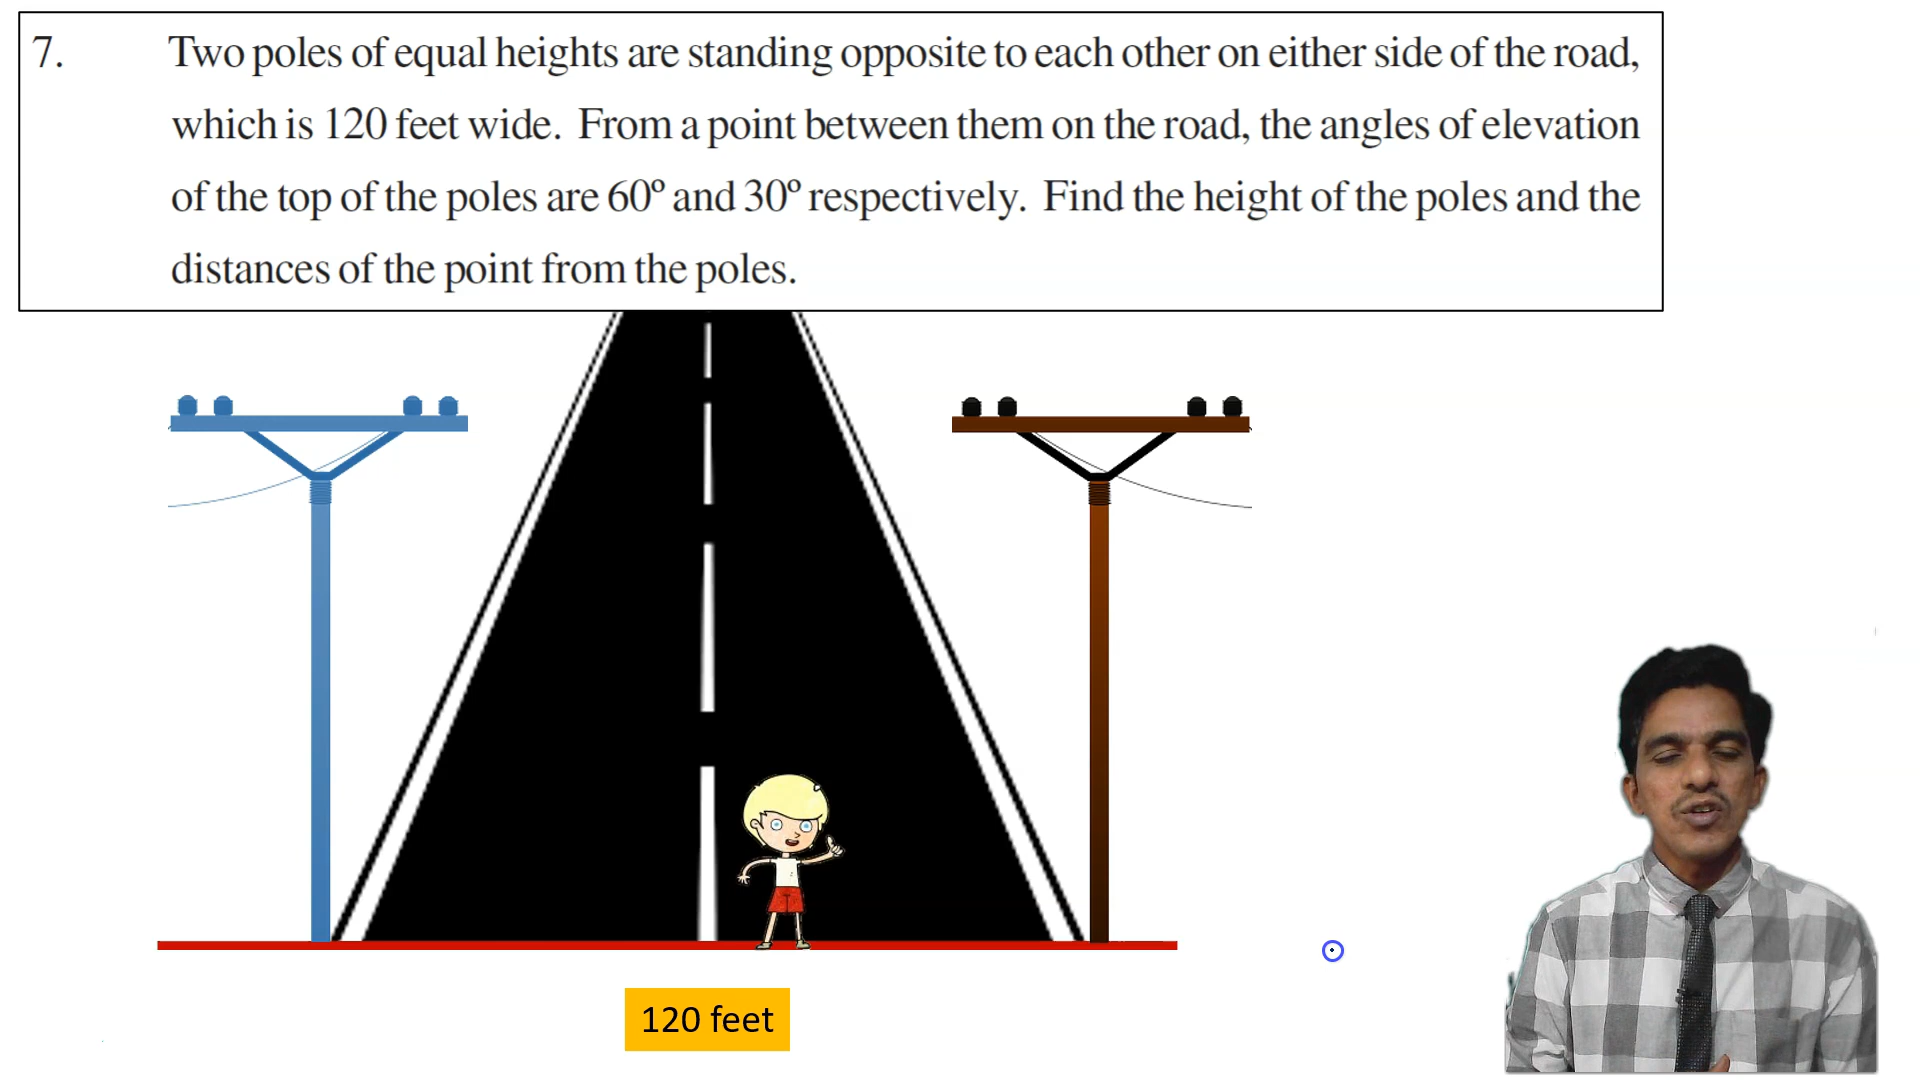 7. Two poles of equal heights are standing opposite to each other on either side of the road,
which is 120 feet wide. From a point between them on the road, the angles of elevation
of the top of the poles are 60º and 30º respectively. Find the height of the poles and the
distances of the point from the poles.
120 feet